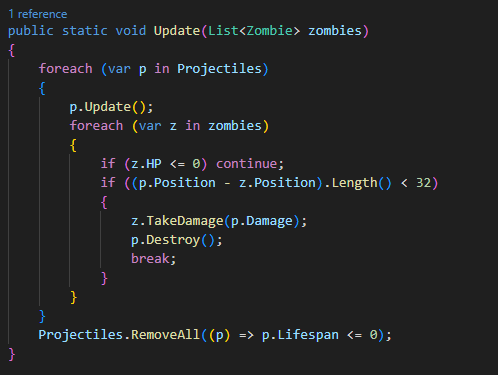 1 reference
public static void Update(List<Zombie> zombies)
{
    foreach (var p in Projectiles)
    {
        p.Update();
        foreach (var z in zombies)
        {
            if (z.HP <= 0) continue;
            if ((p.Position - z.Position).Length() < 32)
            {
                z.TakeDamage(p.Damage);
                p.Destroy();
                break;
            }
        }
    }
    Projectiles.RemoveAll((p) => p.Lifespan <= 0);
}